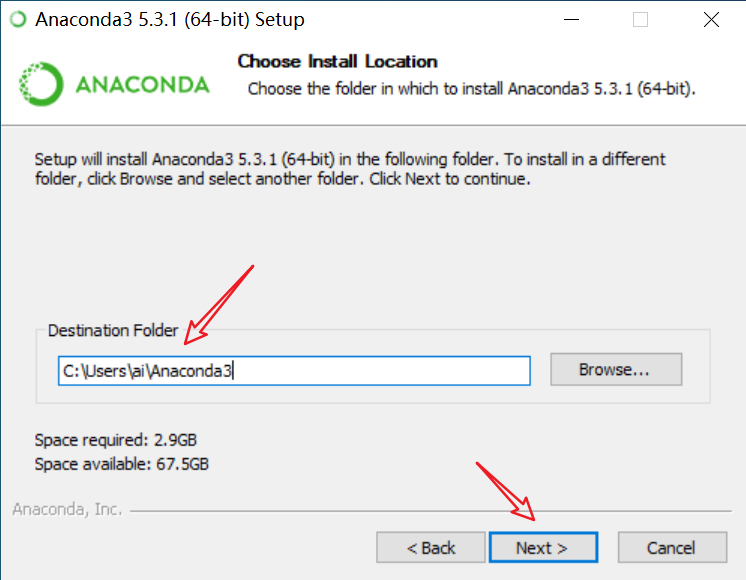 Anaconda3 5.3.1 (64-bit) Setup
ANACONDA
Choose Install Location
Choose the folder in which to install Anaconda3 5.3.1 (64-bit).
Setup will install Anaconda3 5.3.1 (64-bit) in the following folder. To install in a different
folder, click Browse and select another folder. Click Next to continue.
Destination Folder
C:\Users\ai\Anaconda3
Browse...
Space required: 2.9GB
Space available: 67.5GB
Anaconda, Inc.
< Back
Next >
Cancel